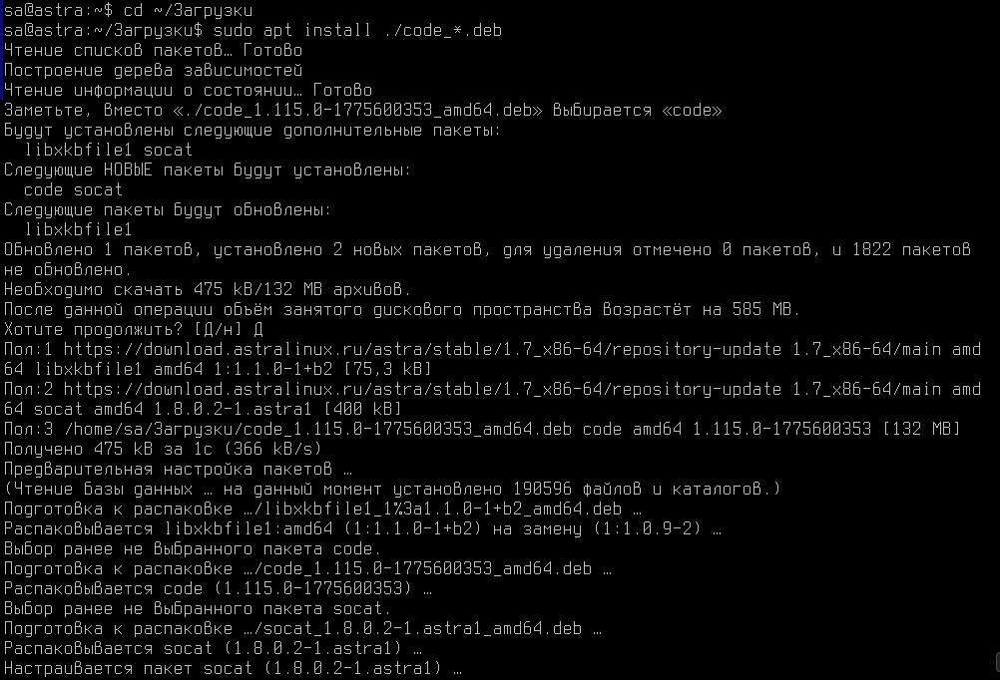 sa@astra:~$ cd ~/Загрузки
sa@astra:~/Загрузки$ sudo apt install ./code_*.deb
Чтение списков пакетов… Готово
Построение дерева зависимостей
Чтение информации о состоянии… Готово
Заметьте, вместо «./code_1.115.0-1775600353_amd64.deb» выбирается «code»
Будут установлены следующие дополнительные пакеты:
  libxkbfile1 socat
Следующие НОВЫЕ пакеты будут установлены:
  code socat
Следующие пакеты будут обновлены:
  libxkbfile1
Обновлено 1 пакетов, установлено 2 новых пакетов, для удаления отмечено 0 пакетов, и 1822 пакетов
не обновлено.
Необходимо скачать 475 kB/132 MB архивов.
После данной операции объём занятого дискового пространства возрастёт на 585 MB.
Хотите продолжить? [Д/н] Д
Пол:1 https://download.astralinux.ru/astra/stable/1.7_x86-64/repository-update 1.7_x86-64/main amd
64 libxkbfile1 amd64 1:1.1.0-1+b2 [75,3 kB]
Пол:2 https://download.astralinux.ru/astra/stable/1.7_x86-64/repository-update 1.7_x86-64/main amd
64 socat amd64 1.8.0.2-1.astra1 [400 kB]
Пол:3 /home/sa/Загрузки/code_1.115.0-1775600353_amd64.deb code amd64 1.115.0-1775600353 [132 MB]
Получено 475 kB за 1с (366 kB/s)
Предварительная настройка пакетов …
(Чтение базы данных … на данный момент установлено 190596 файлов и каталогов.)
Подготовка к распаковке …/libxkbfile1_1%3a1.1.0-1+b2_amd64.deb …
Распаковывается libxkbfile1:amd64 (1:1.1.0-1+b2) на замену (1:1.0.9-2) …
Выбор ранее не выбранного пакета code.
Подготовка к распаковке …/code_1.115.0-1775600353_amd64.deb …
Распаковывается code (1.115.0-1775600353) …
Выбор ранее не выбранного пакета socat.
Подготовка к распаковке …/socat_1.8.0.2-1.astra1_amd64.deb …
Распаковывается socat (1.8.0.2-1.astra1) …
Настраивается пакет socat (1.8.0.2-1.astra1) …